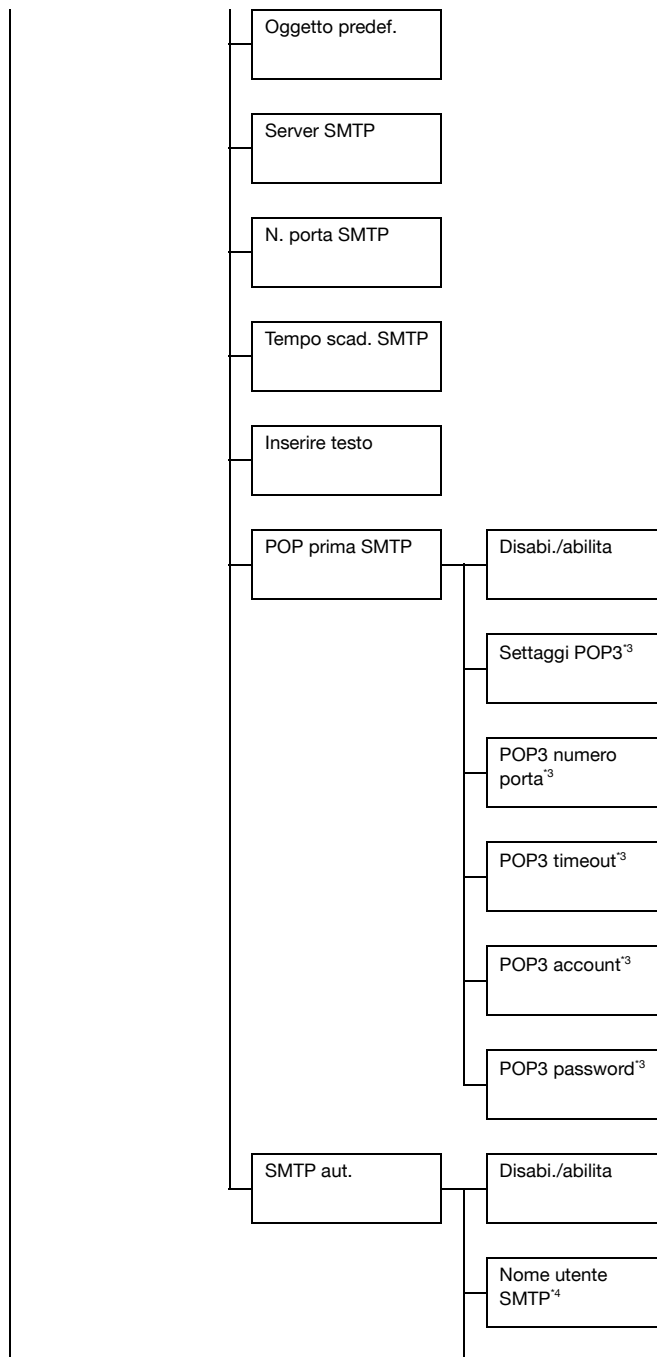 Oggetto predef.
Server SMTP
N. porta SMTP
Tempo scad. SMTP
Inserire testo
POP prima SMTP
Disabi./abilita
Settaggi POP3*3
POP3 numero
porta*3
POP3 timeout*3
POP3 account*3
POP3 password*3
SMTP aut.
Disabi./abilita
Nome utente
SMTP*4